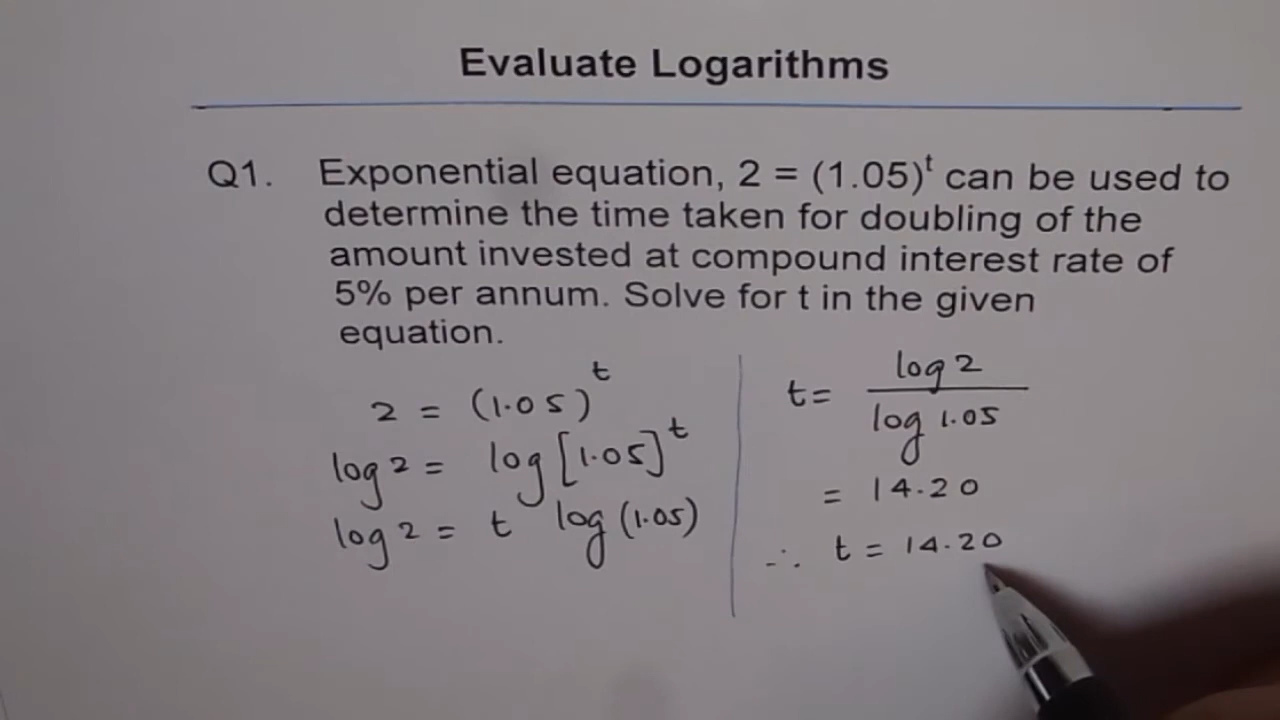 Evaluate Logarithms
Q1. Exponential equation, 2 = (1.05)^t can be used to
determine the time taken for doubling of the
amount invested at compound interest rate of
5% per annum. Solve for t in the given
equation.
2 = (1.05)^t
log 2 = log [1.05]^t
log 2 = t log (1.05)
t = log 2 / log 1.05
= 14.20
∴ t = 14.20